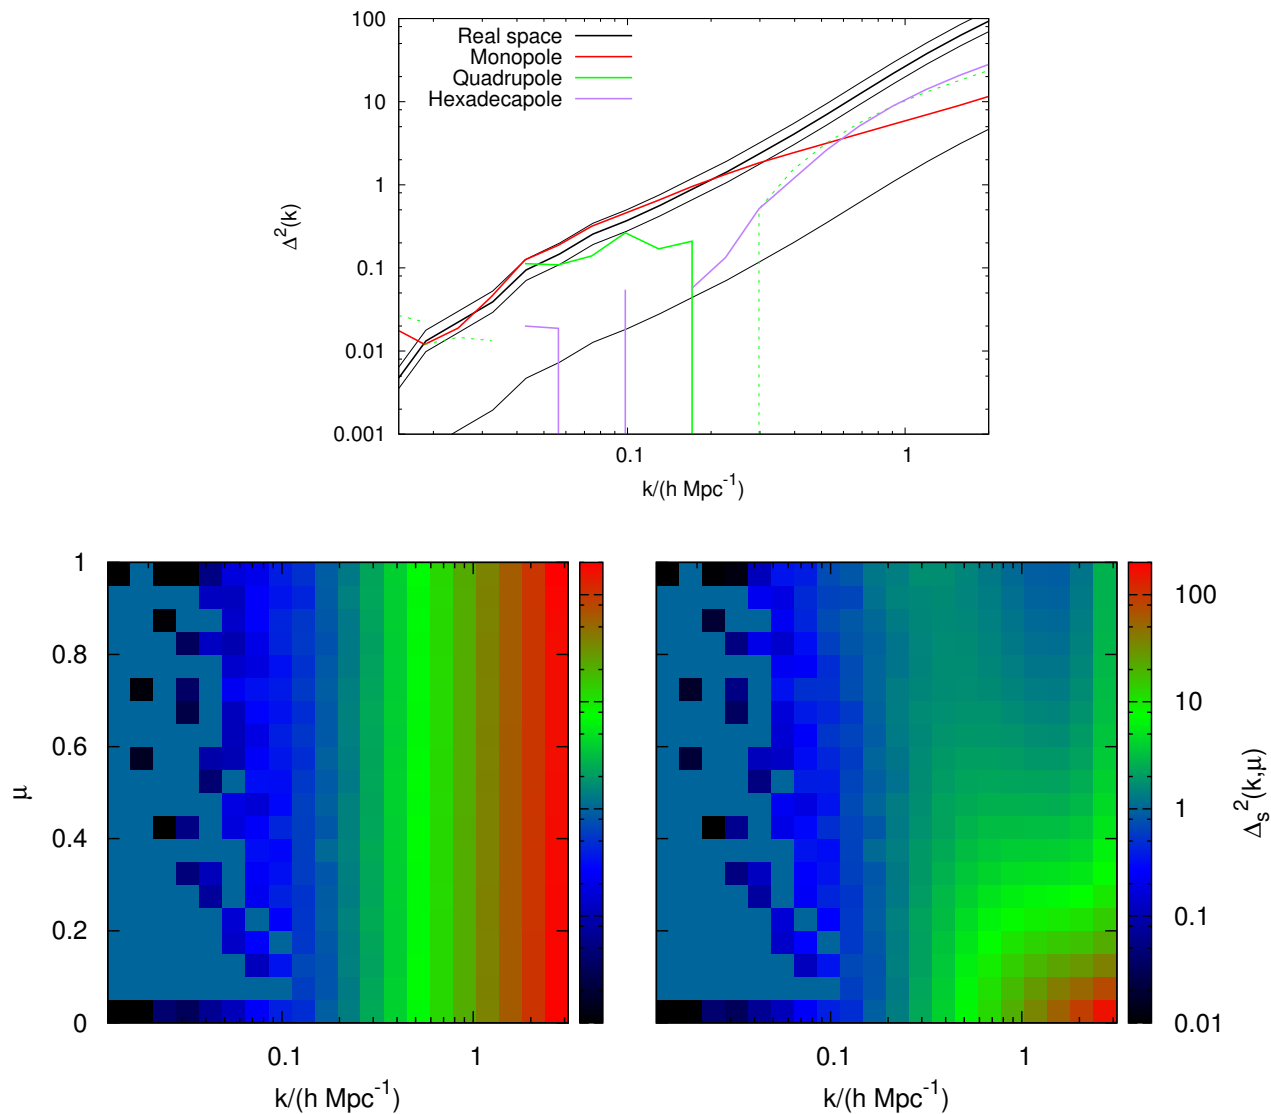 100
10
1
0.1
0.01
0.001
Δ²(k)
Real space
Monopole
Quadrupole
Hexadecapole
0.1 1
k/(h Mpc⁻¹)
1
0.8
0.6
0.4
0.2
0
μ
0.1 1
k/(h Mpc⁻¹)
0.1 1
k/(h Mpc⁻¹)
100
10
1
0.1
0.01
Δₛ²(k,μ)